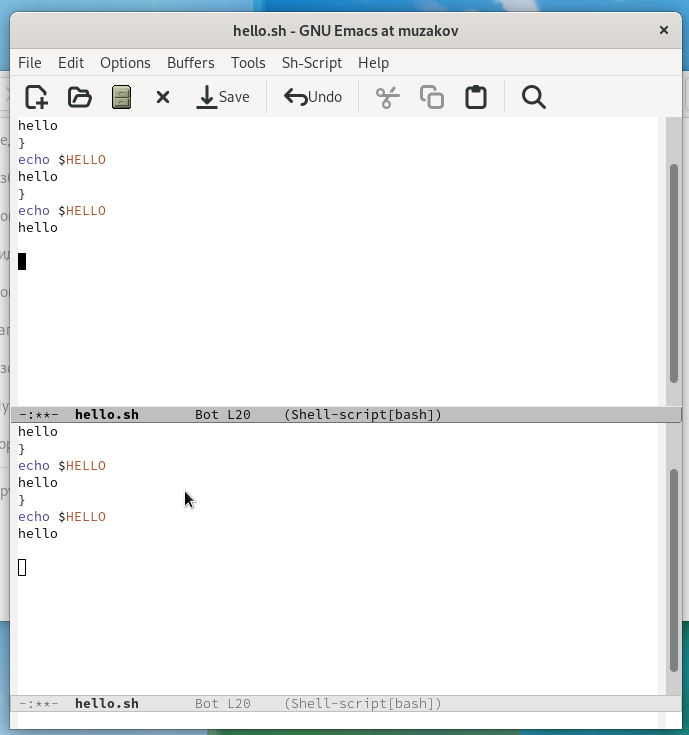 hello.sh - GNU Emacs at muzakov
File Edit Options Buffers Tools Sh-Script Help
Save Undo
hello
}
echo $HELLO
hello
}
echo $HELLO
hello
-:**- hello.sh Bot L20 (Shell-script[bash])
hello
}
echo $HELLO
hello
}
echo $HELLO
hello
-:**- hello.sh Bot L20 (Shell-script[bash])